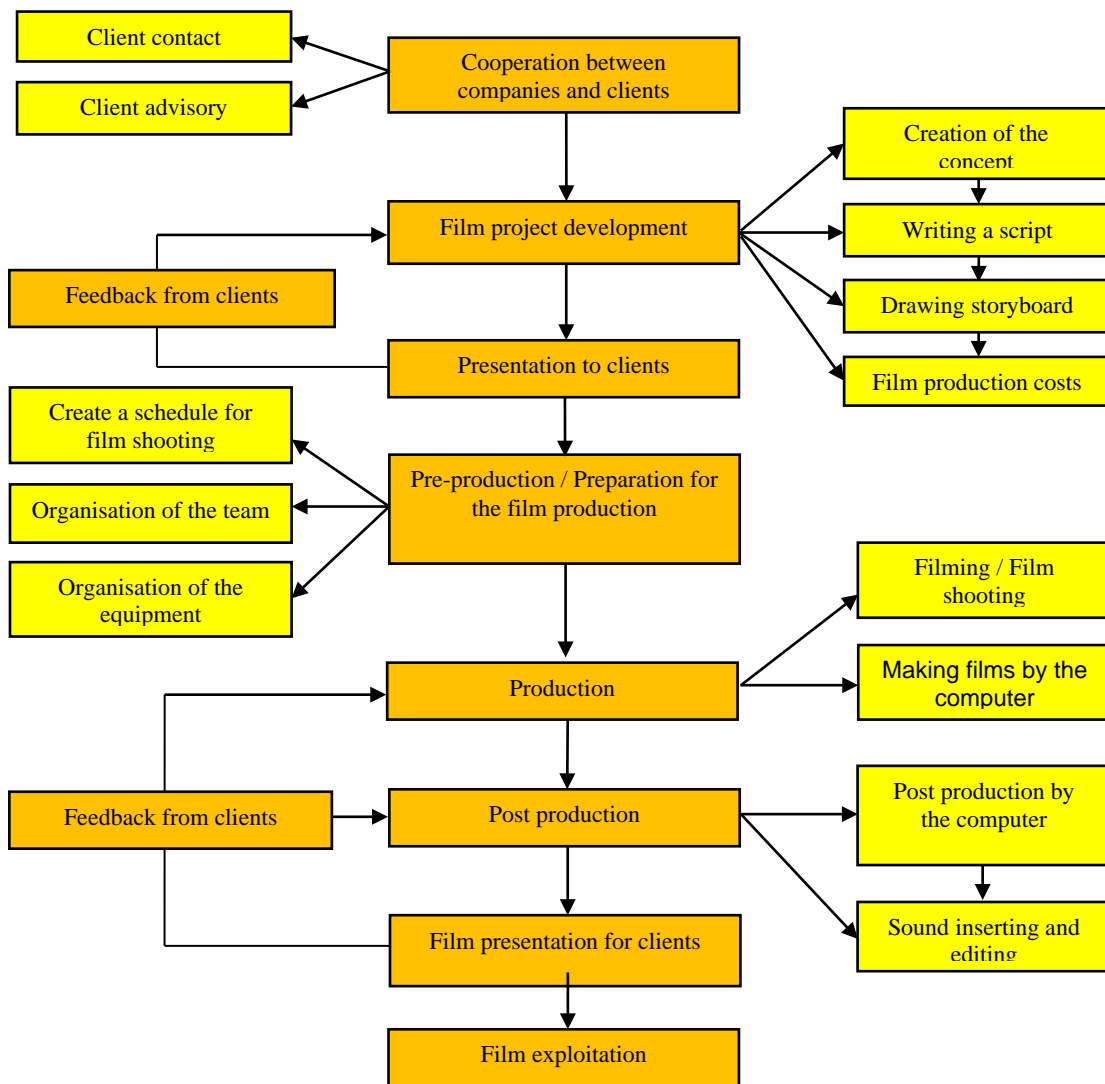 Client contact
Cooperation between
companies and clients
Client advisory
Creation of the
concept
Film project development
Writing a script
Feedback from clients
Drawing storyboard
Presentation to clients
Film production costs
Create a schedule for
film shooting
Pre-production / Preparation for
the film production
Organisation of the team
Organisation of the
equipment
Filming / Film
shooting
Production
Making films by the
computer
Feedback from clients
Post production
Post production by
the computer
Film presentation for clients
Sound inserting and
editing
Film exploitation